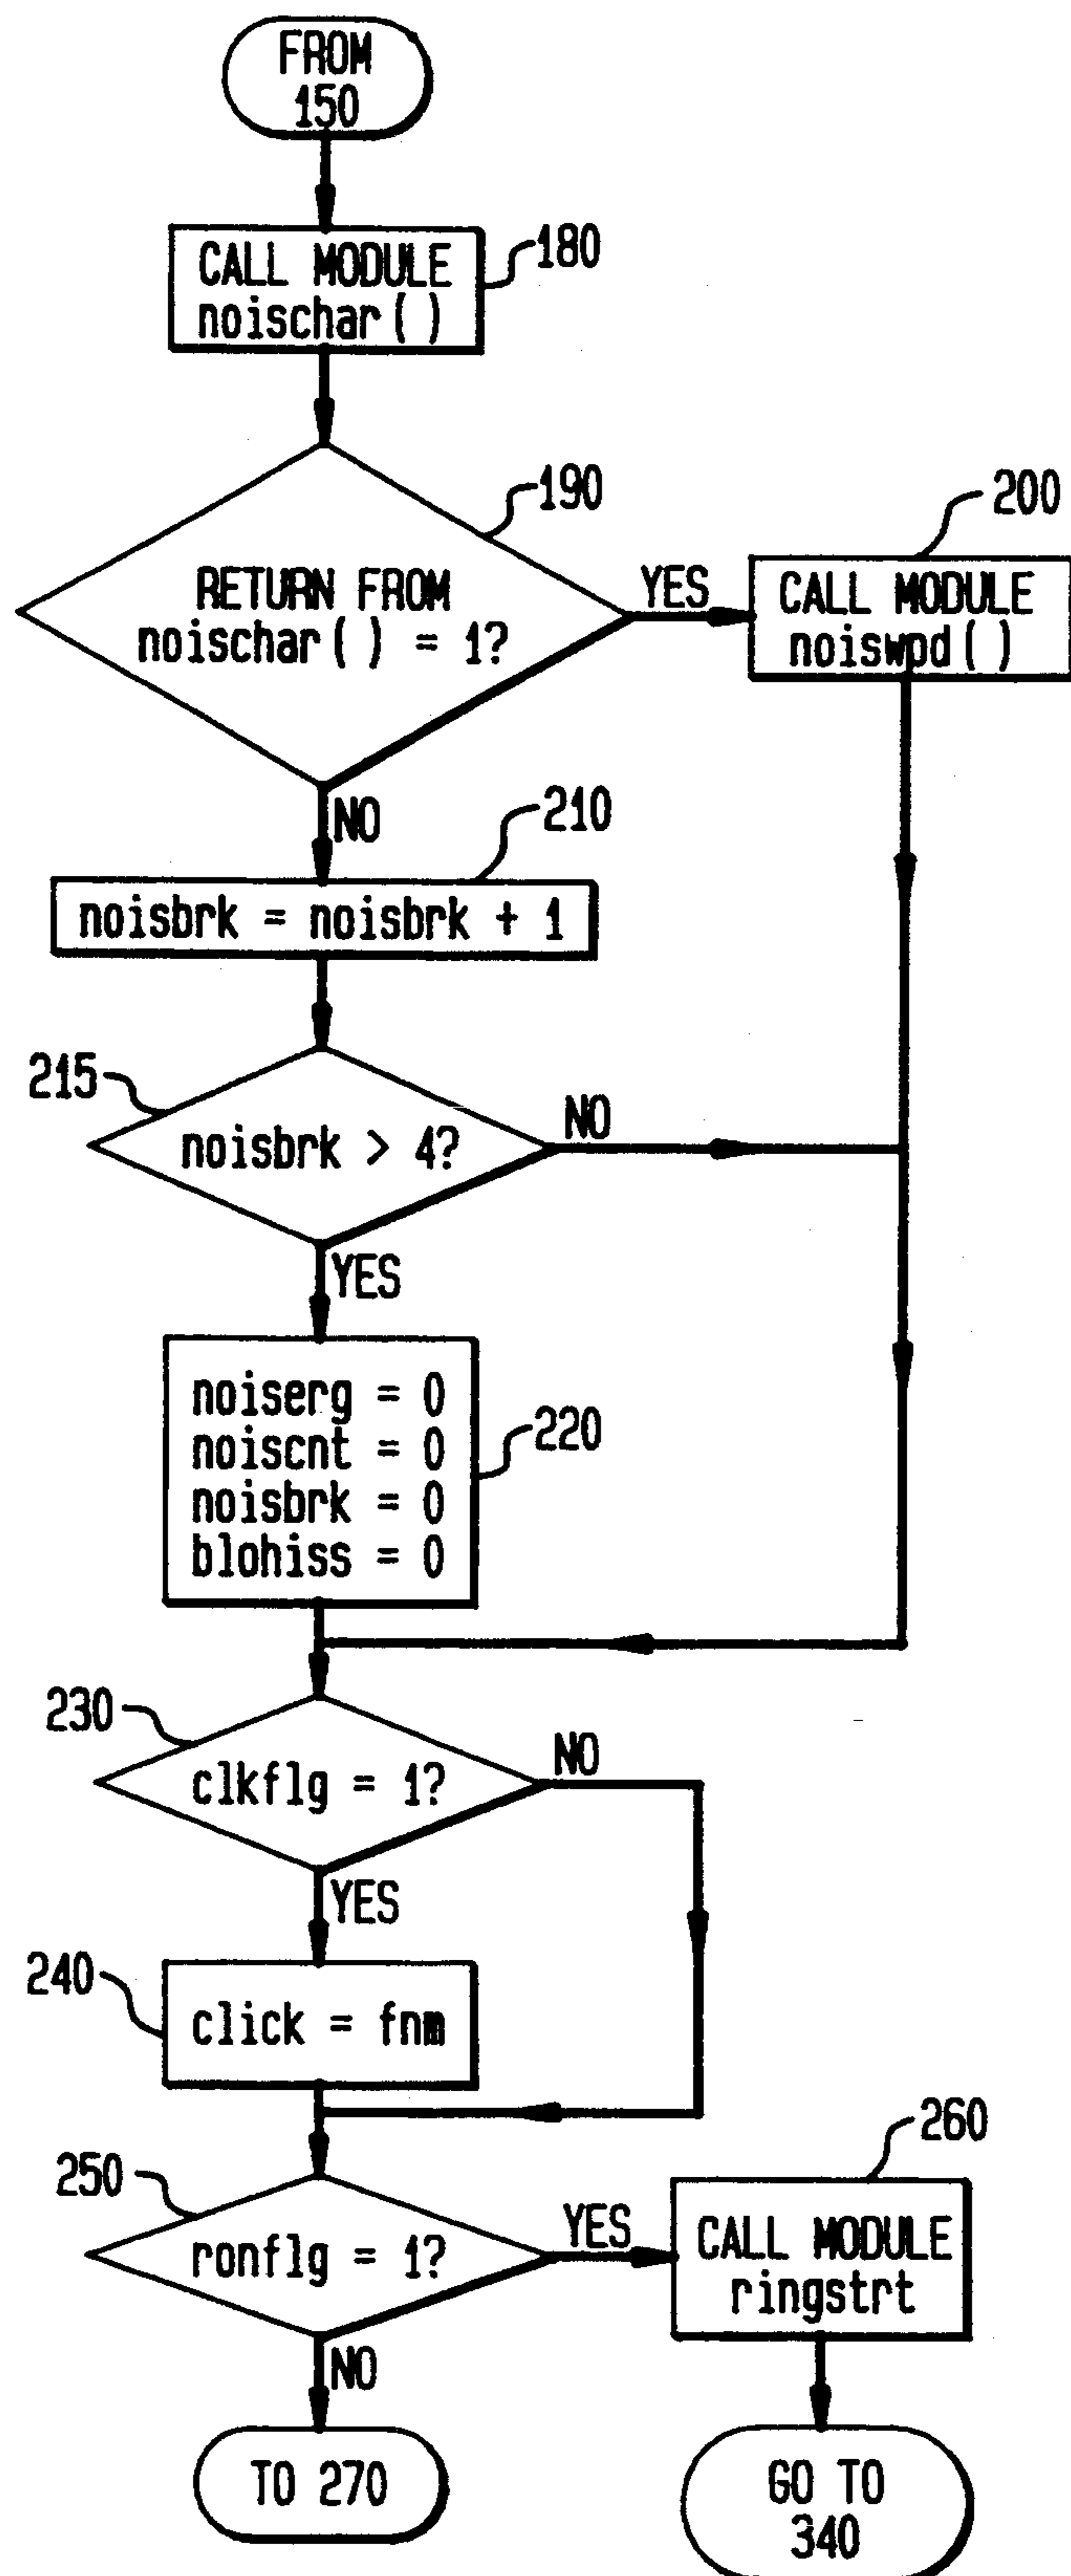 FROM
150
CALL MODULE
noischar()
180
RETURN FROM
noischar() = 1?
190
YES
CALL MODULE
noiswpd()
200
NO
noisbrk = noisbrk + 1
210
noisbrk > 4?
215
NO
YES
noiserg = 0
noiscnt = 0
noisbrk = 0
blohiss = 0
220
clkflg = 1?
230
NO
YES
click = fnm
240
ronflg = 1?
250
YES
CALL MODULE
ringstrt
260
NO
TO 270
GO TO
340